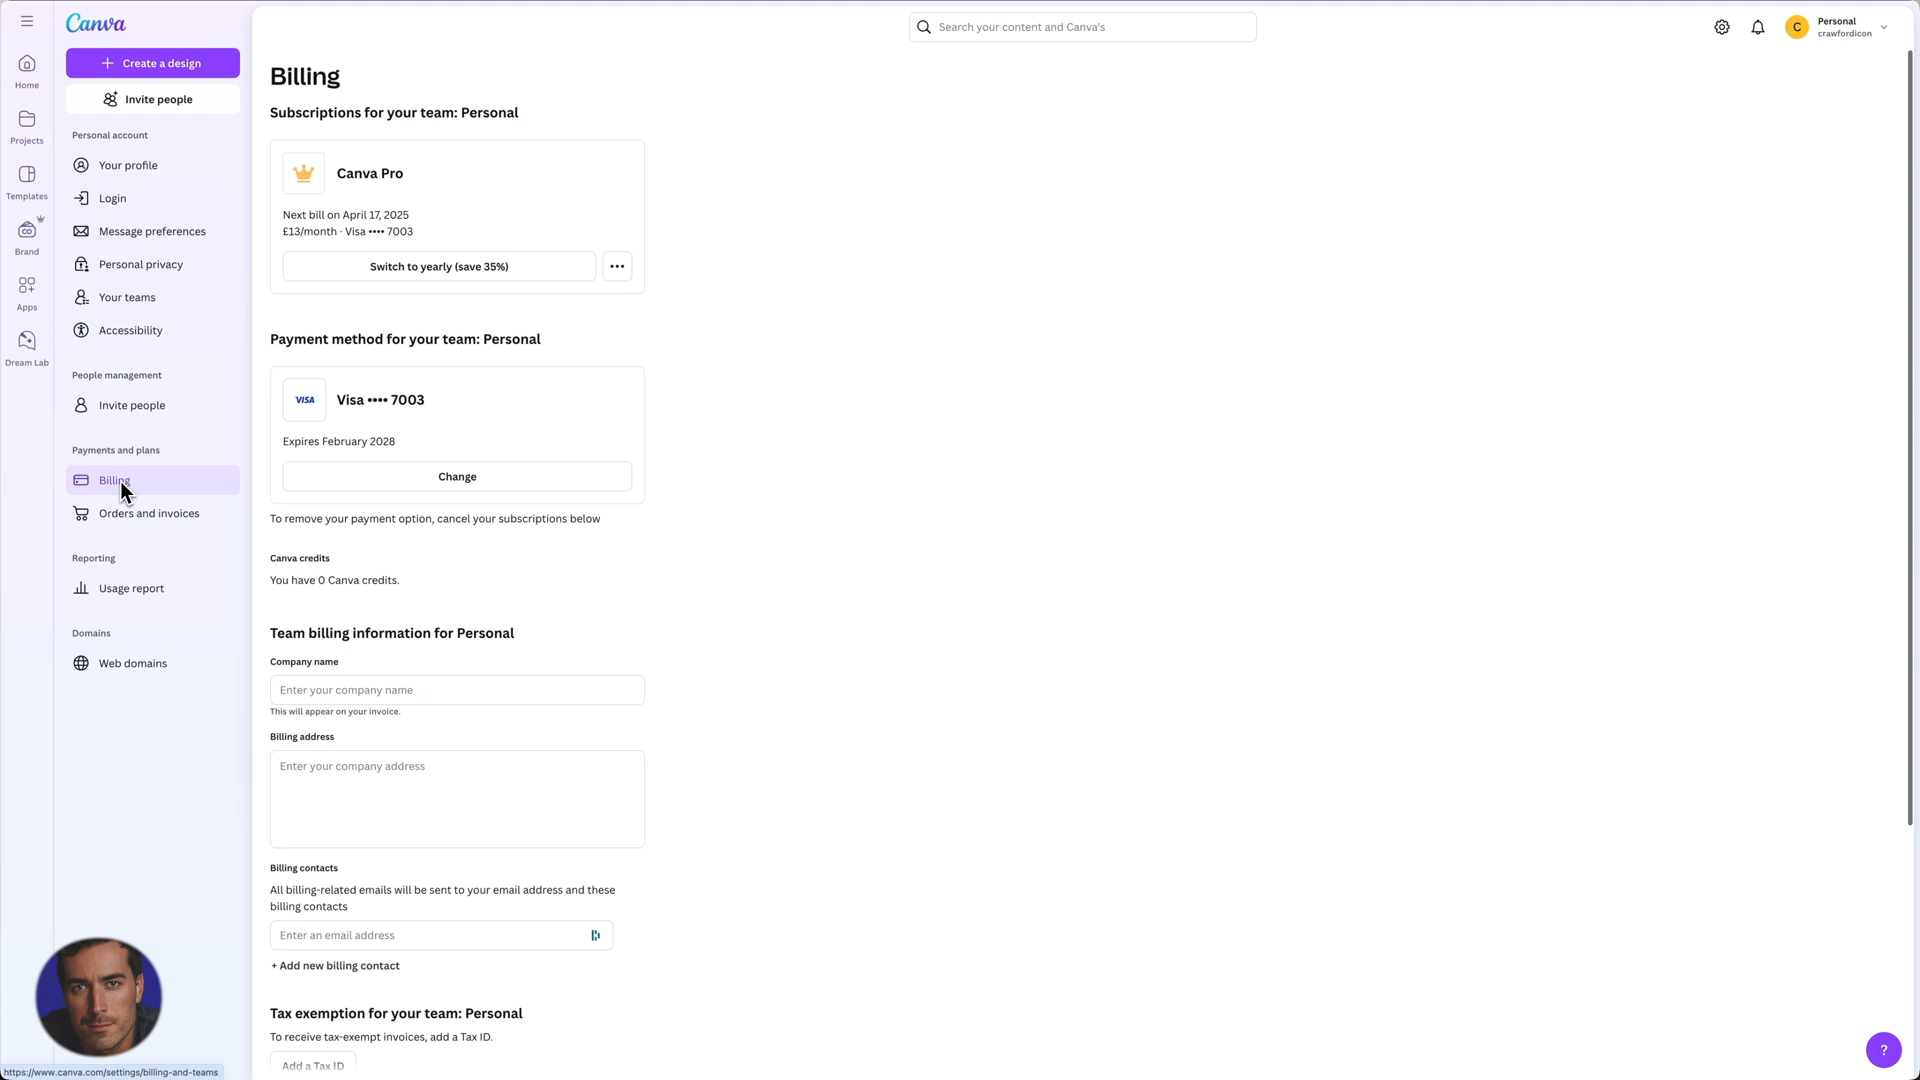 Canva
Search your content and Canva's
C
Personal
crawfordicon
Home
Projects
Templates
CO
Brand
Apps
Dream Lab
Create a design
Invite people
Personal account
Your profile
Login
Message preferences
Personal privacy
Your teams
Accessibility
People management
Invite people
Payments and plans
Billing
Orders and invoices
Reporting
Usage report
Domains
Web domains
Billing
Subscriptions for your team: Personal
Canva Pro
Next bill on April 17, 2025
£13/month · Visa •••• 7003
Switch to yearly (save 35%)
Payment method for your team: Personal
VISA
Visa •••• 7003
Expires February 2028
Change
To remove your payment option, cancel your subscriptions below
Canva credits
You have 0 Canva credits.
Team billing information for Personal
Company name
Enter your company name
This will appear on your invoice.
Billing address
Enter your company address
Billing contacts
All billing-related emails will be sent to your email address and these
billing contacts
Enter an email address
+ Add new billing contact
Tax exemption for your team: Personal
To receive tax-exempt invoices, add a Tax ID.
Add a Tax ID
?
https://www.canva.com/settings/billing-and-teams